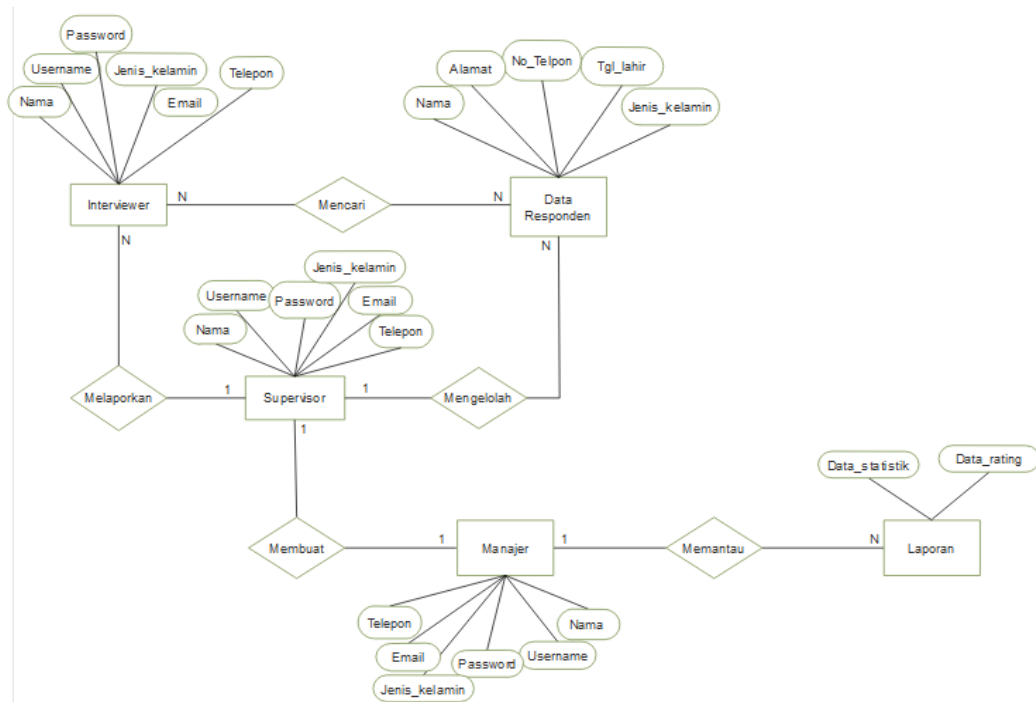 Password
Username
Jenis_kelamin
Telepon
Nama
Email
No_Telpon
Alamat
Tgl_lahir
Nama
Jenis_kelamin
Interviewer
N
Mencari
N
Data
Responden
N
N
Jenis_kelamin
Username
Password
Email
Nama
Telepon
Melaporkan
1
Supervisor
1
Mengelolah
1
Data_statistik
Data_rating
Membuat
1
Manajer
1
Memantau
N
Laporan
Telepon
Nama
Email
Password
Username
Jenis_kelamin